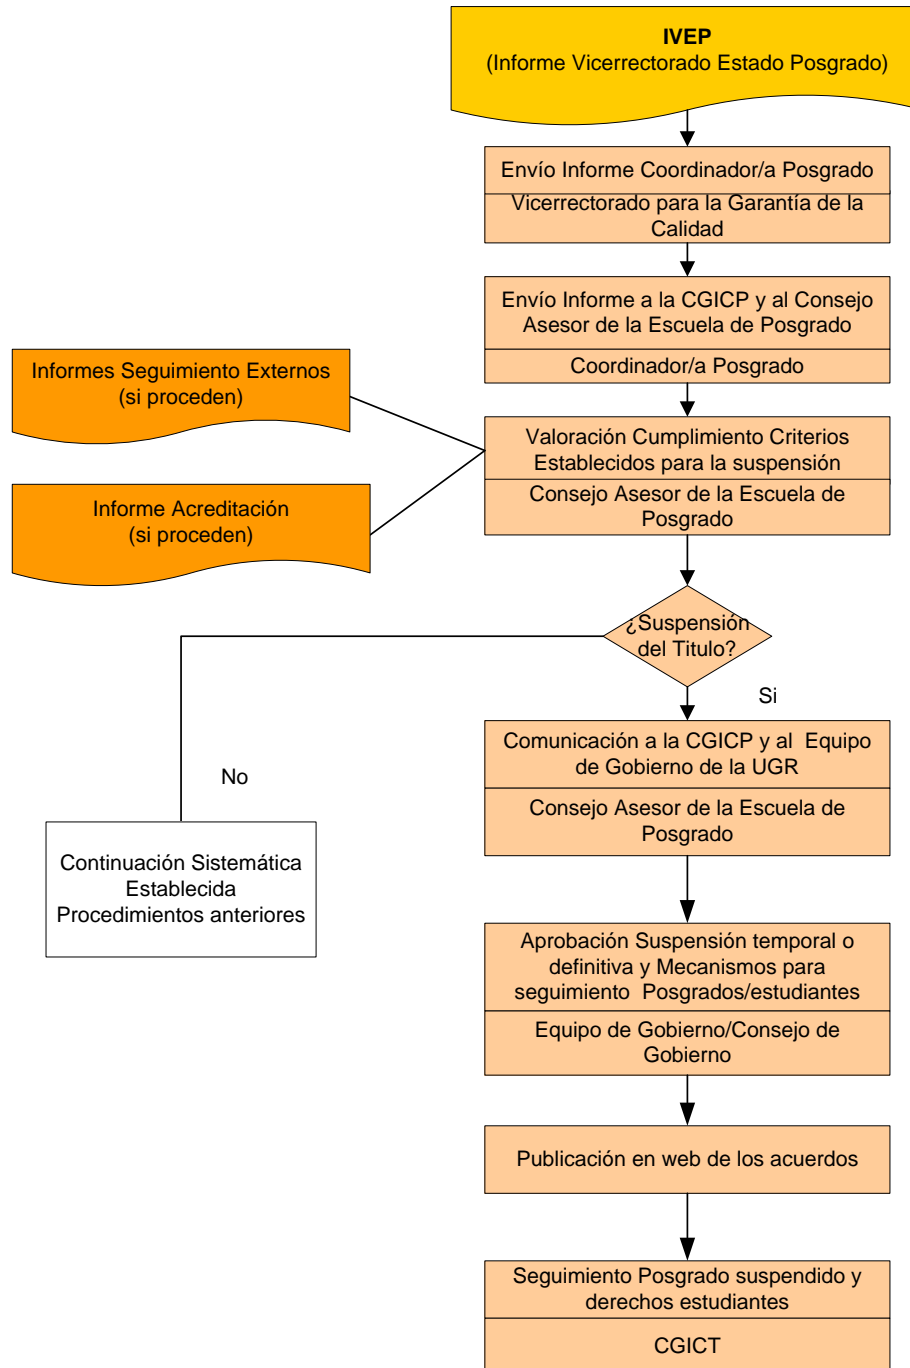 IVEP
(Informe Vicerrectorado Estado Posgrado)
Envío Informe Coordinador/a Posgrado
Vicerrectorado para la Garantía de la
Calidad
Envío Informe a la CGICP y al Consejo
Asesor de la Escuela de Posgrado
Coordinador/a Posgrado
Informes Seguimiento Externos
(si proceden)
Valoración Cumplimiento Criterios
Establecidos para la suspensión
Consejo Asesor de la Escuela de
Posgrado
Informe Acreditación
(si proceden)
¿Suspensión
del Titulo?
Si
No
Comunicación a la CGICP y al  Equipo
de Gobierno de la UGR
Consejo Asesor de la Escuela de
Posgrado
Continuación Sistemática
Establecida
Procedimientos anteriores
Aprobación Suspensión temporal o
definitiva y Mecanismos para
seguimiento  Posgrados/estudiantes
Equipo de Gobierno/Consejo de
Gobierno
Publicación en web de los acuerdos
Seguimiento Posgrado suspendido y
derechos estudiantes
CGICT